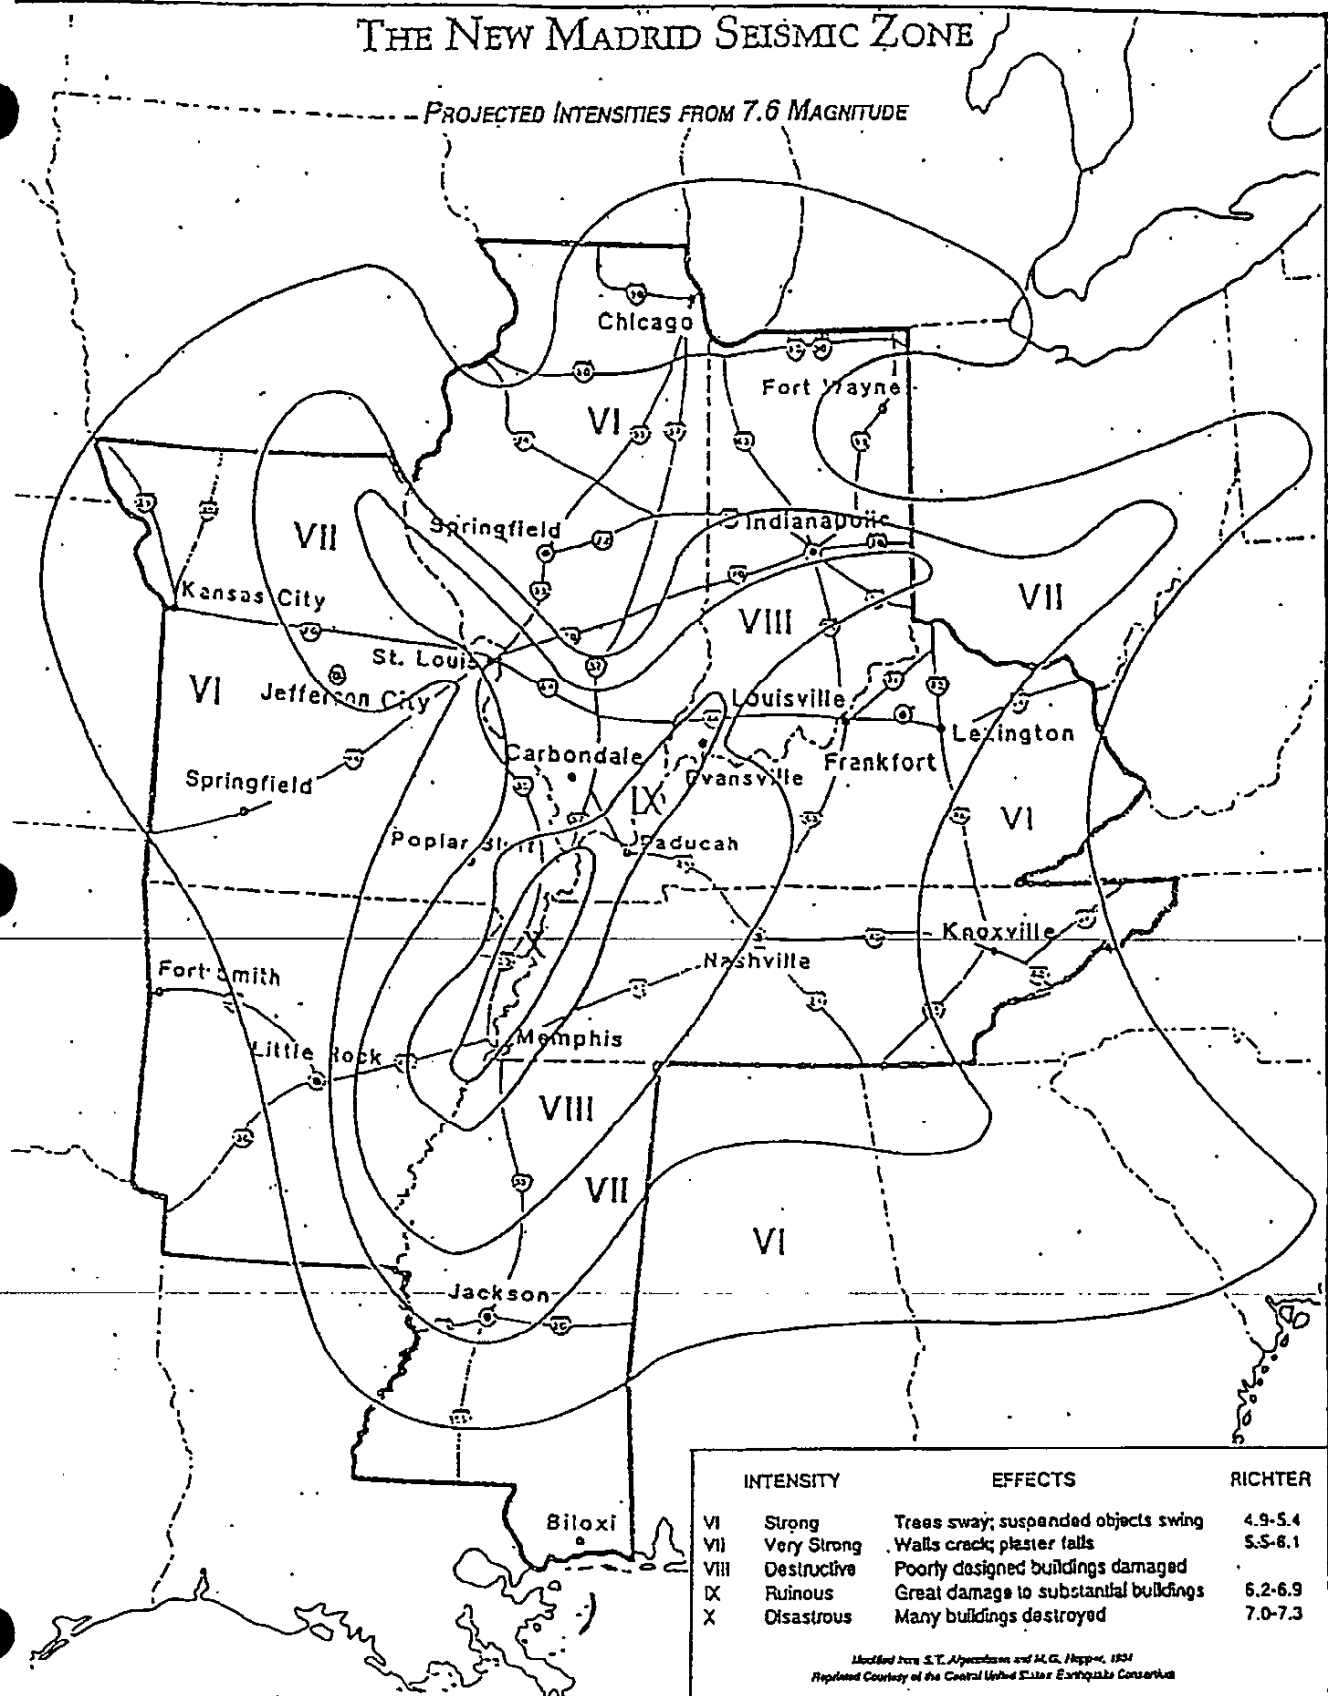 THE NEW MADRID SEISMIC ZONE
PROJECTED INTENSITIES FROM 7.6 MAGNITUDE
Chicago
Fort Wayne
VI
VII
Springfield
Indianapolis
Kansas City
VIII
VII
St. Louis
VI
Jefferson City
Louisville
Lexington
Carbondale
Evansville
Frankfort
Springfield
IX
VI
Poplar Bluff
Paducah
X
Knoxville
Nashville
Fort Smith
Memphis
Little Rock
VIII
VII
VI
Jackson
Biloxi
INTENSITY EFFECTS RICHTER
VI Strong Trees sway; suspended objects swing 4.9-5.4
VII Very Strong Walls crack; plaster falls 5.5-6.1
VIII Destructive Poorly designed buildings damaged
IX Ruinous Great damage to substantial buildings 6.2-6.9
X Disastrous Many buildings destroyed 7.0-7.3
Modified from S.T. and M.G.
Reprinted Courtesy of the Central United States Earthquake Consortium